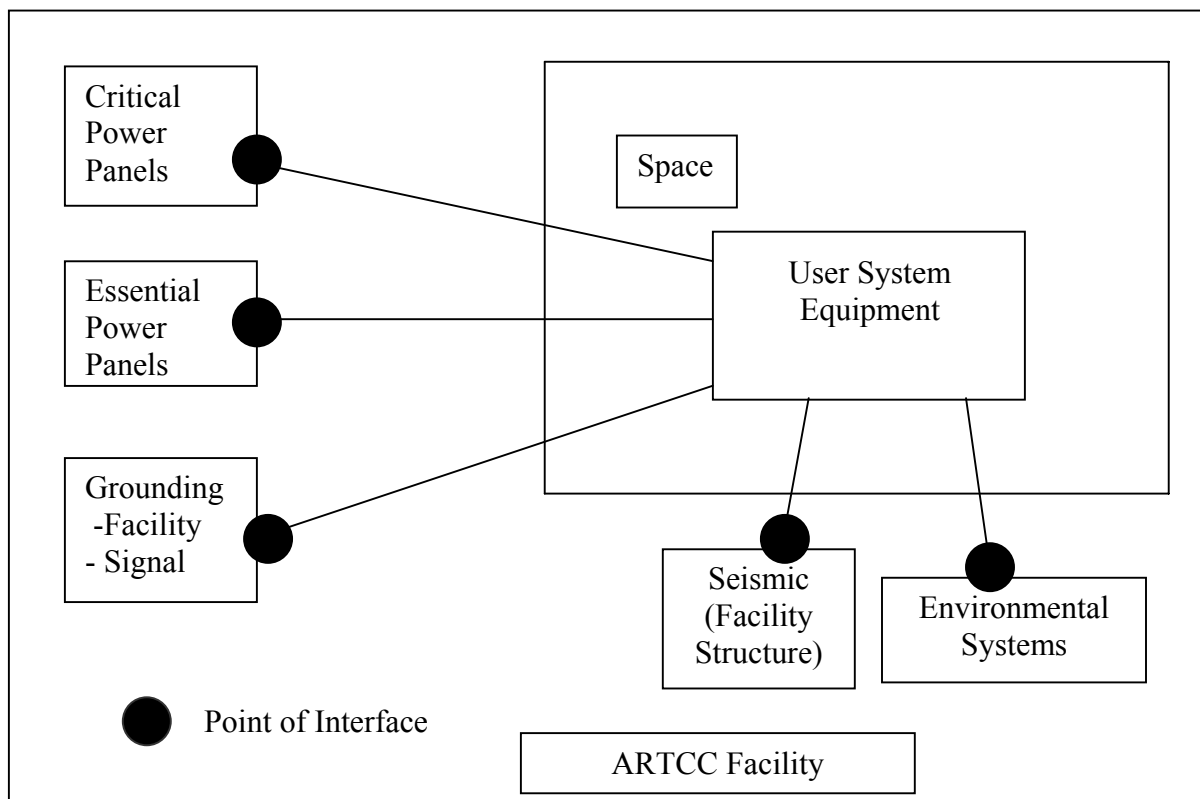 Critical
Power
Panels
Space
User System
Equipment
Essential
Power
Panels
Grounding
-Facility
- Signal
Seismic
(Facility
Structure)
Environmental
Systems
Point of Interface
ARTCC Facility